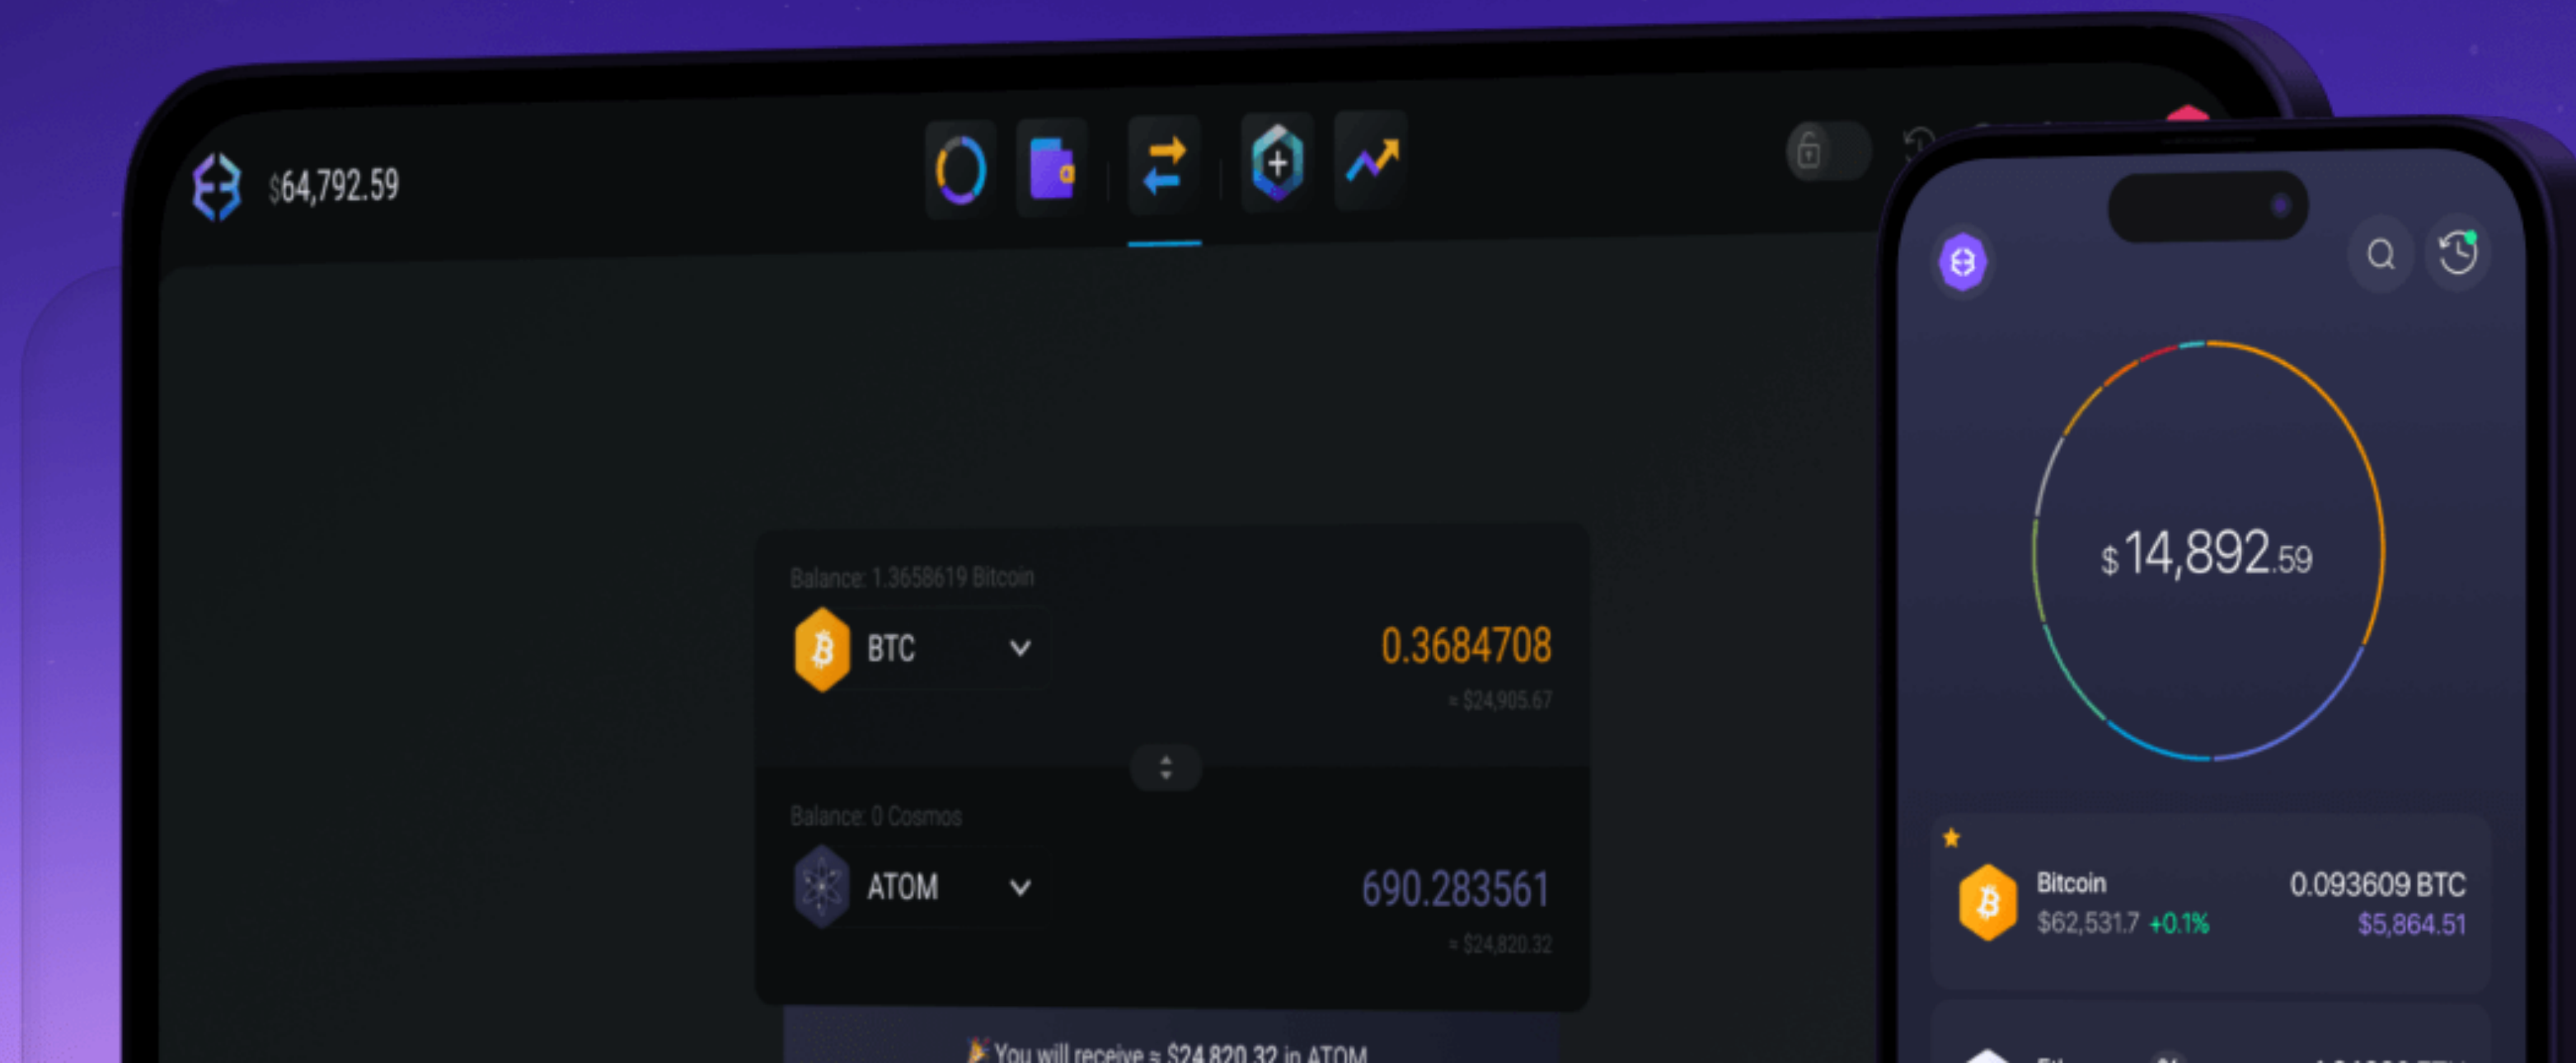 $64,792.59
Balance: 1.3658619 Bitcoin
BTC
0.3684708
≈ $24,905.67
Balance: 0 Cosmos
ATOM
690.283561
≈ $24,820.32
You will receive ≈ $24,820.32 in ATOM
$14,892.59
Bitcoin
0.093609 BTC
$62,531.7 +0.1%
$5,864.51